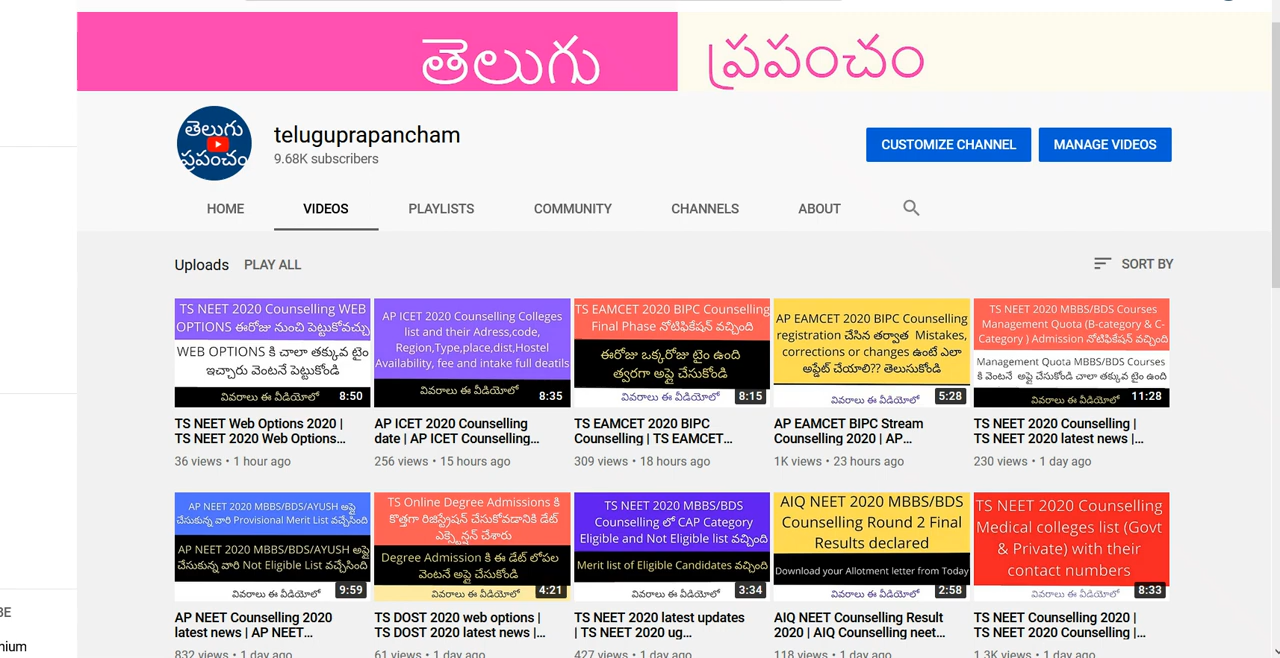 తెలుగు ప్రపంచం
తెలుగు
ప్రపంచం
teluguprapancham
9.68K subscribers
CUSTOMIZE CHANNEL
MANAGE VIDEOS
HOME VIDEOS PLAYLISTS COMMUNITY CHANNELS ABOUT
Uploads PLAY ALL
SORT BY
TS NEET 2020 Counselling WEB
OPTIONS ఈరోజు నుంచి పెట్టుకోవచ్చు
WEB OPTIONS కి చాలా తక్కువ టైం
ఇచ్చారు వెంటనే పెట్టుకోండి
వివరాలు ఈ వీడియోలో
8:50
TS NEET Web Options 2020 |
TS NEET 2020 Web Options...
36 views • 1 hour ago
AP ICET 2020 Counselling Colleges
list and their Adress,code,
Region,Type,place,dist,Hostel
Availability, fee and intake full deatils
వివరాలు ఈ వీడియోలో
8:35
AP ICET 2020 Counselling
date | AP ICET Counselling...
256 views • 15 hours ago
TS EAMCET 2020 BIPC Counselling
Final Phase నోటిఫికేషన్ వచ్చింది
ఈరోజు ఒక్కరోజు టైం ఉంది
త్వరగా అప్లై చేసుకోండి
వివరాలు ఈ వీడియోలో
8:15
TS EAMCET 2020 BIPC
Counselling | TS EAMCET...
309 views • 18 hours ago
AP EAMCET 2020 BIPC Counselling
registration చేసిన తర్వాత Mistakes,
corrections or changes ఉంటే ఎలా
అప్డేట్ చేయాలి?? తెలుసుకోండి
వివరాలు ఈ వీడియోలో
5:28
AP EAMCET BIPC Stream
Counselling 2020 | AP...
1K views • 23 hours ago
TS NEET 2020 MBBS/BDS Courses
Management Quota (B-category & C-
Category ) Admission నోటిఫికేషన్ వచ్చింది
Management Quota MBBS/BDS Courses
కి వెంటనే అప్లై చేసుకోండి చాలా తక్కువ టైం ఉంది
వివరాలు ఈ వీడియోలో
11:28
TS NEET 2020 Counselling |
TS NEET 2020 latest news |...
230 views • 1 day ago
AP NEET 2020 MBBS/BDS/AYUSH అప్లై
చేసుకున్న వారి Provisional Merit List వచ్చేసింది
AP NEET 2020 MBBS/BDS/AYUSH అప్లై
చేసుకున్న వారి Not Eligible List వచ్చేసింది
వివరాలు ఈ వీడియోలో
9:59
AP NEET Counselling 2020
latest news | AP NEET...
832 views • 1 day ago
TS Online Degree Admissions కి
కొత్తగా రిజిస్ట్రేషన్ చేసుకోవడానికి డేట్
ఎక్స్టెన్షన్ చేశారు
Degree Admission కి ఈ డేట్ లోపల
వెంటనే అప్లై చేసుకోండి
వివరాలు ఈ వీడియోలో
4:21
TS DOST 2020 web options |
TS DOST 2020 latest news |...
61 views • 1 day ago
TS NEET 2020 MBBS/BDS
Counselling లో CAP Category
Eligible and Not Eligible list వచ్చింది
Merit list of Eligible Candidates వచ్చింది
వివరాలు ఈ వీడియోలో
3:34
TS NEET 2020 latest updates
| TS NEET 2020 ug...
427 views • 1 day ago
AIQ NEET 2020 MBBS/BDS
Counselling Round 2 Final
Results declared
Download your Allotment letter from Today
వివరాలు ఈ వీడియోలో
2:58
AIQ NEET Counselling Result
2020 | AIQ Counselling neet...
118 views • 1 day ago
TS NEET 2020 Counselling
Medical colleges list (Govt
& Private) with their
contact numbers
వివరాలు ఈ వీడియోలో
8:33
TS NEET Counselling 2020 |
TS NEET 2020 Counselling |...
1.3K views • 1 day ago
BE
nium